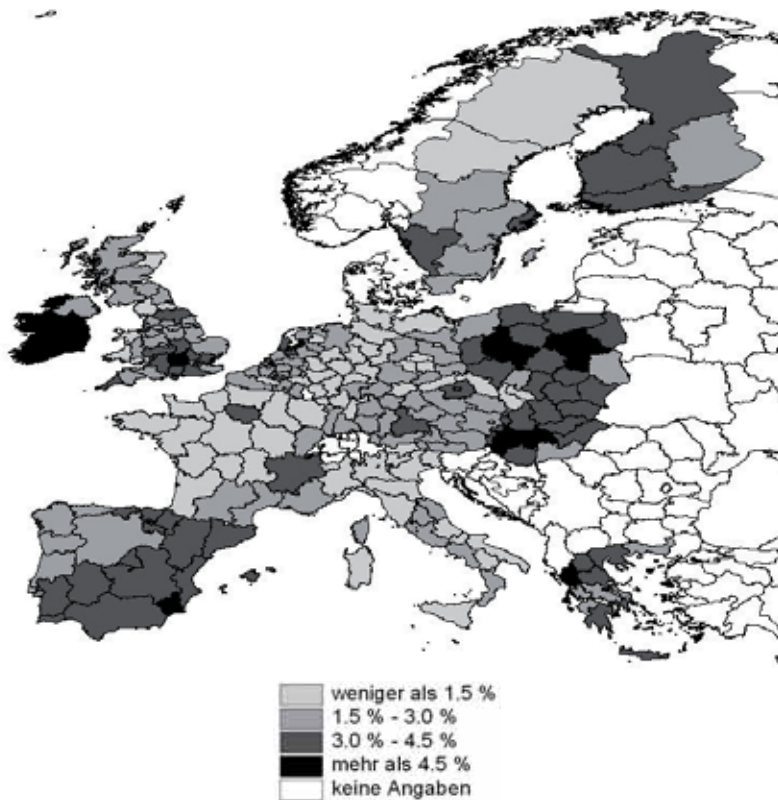 weniger als 1.5 %
1.5 % - 3.0 %
3.0 % - 4.5 %
mehr als 4.5 %
keine Angaben